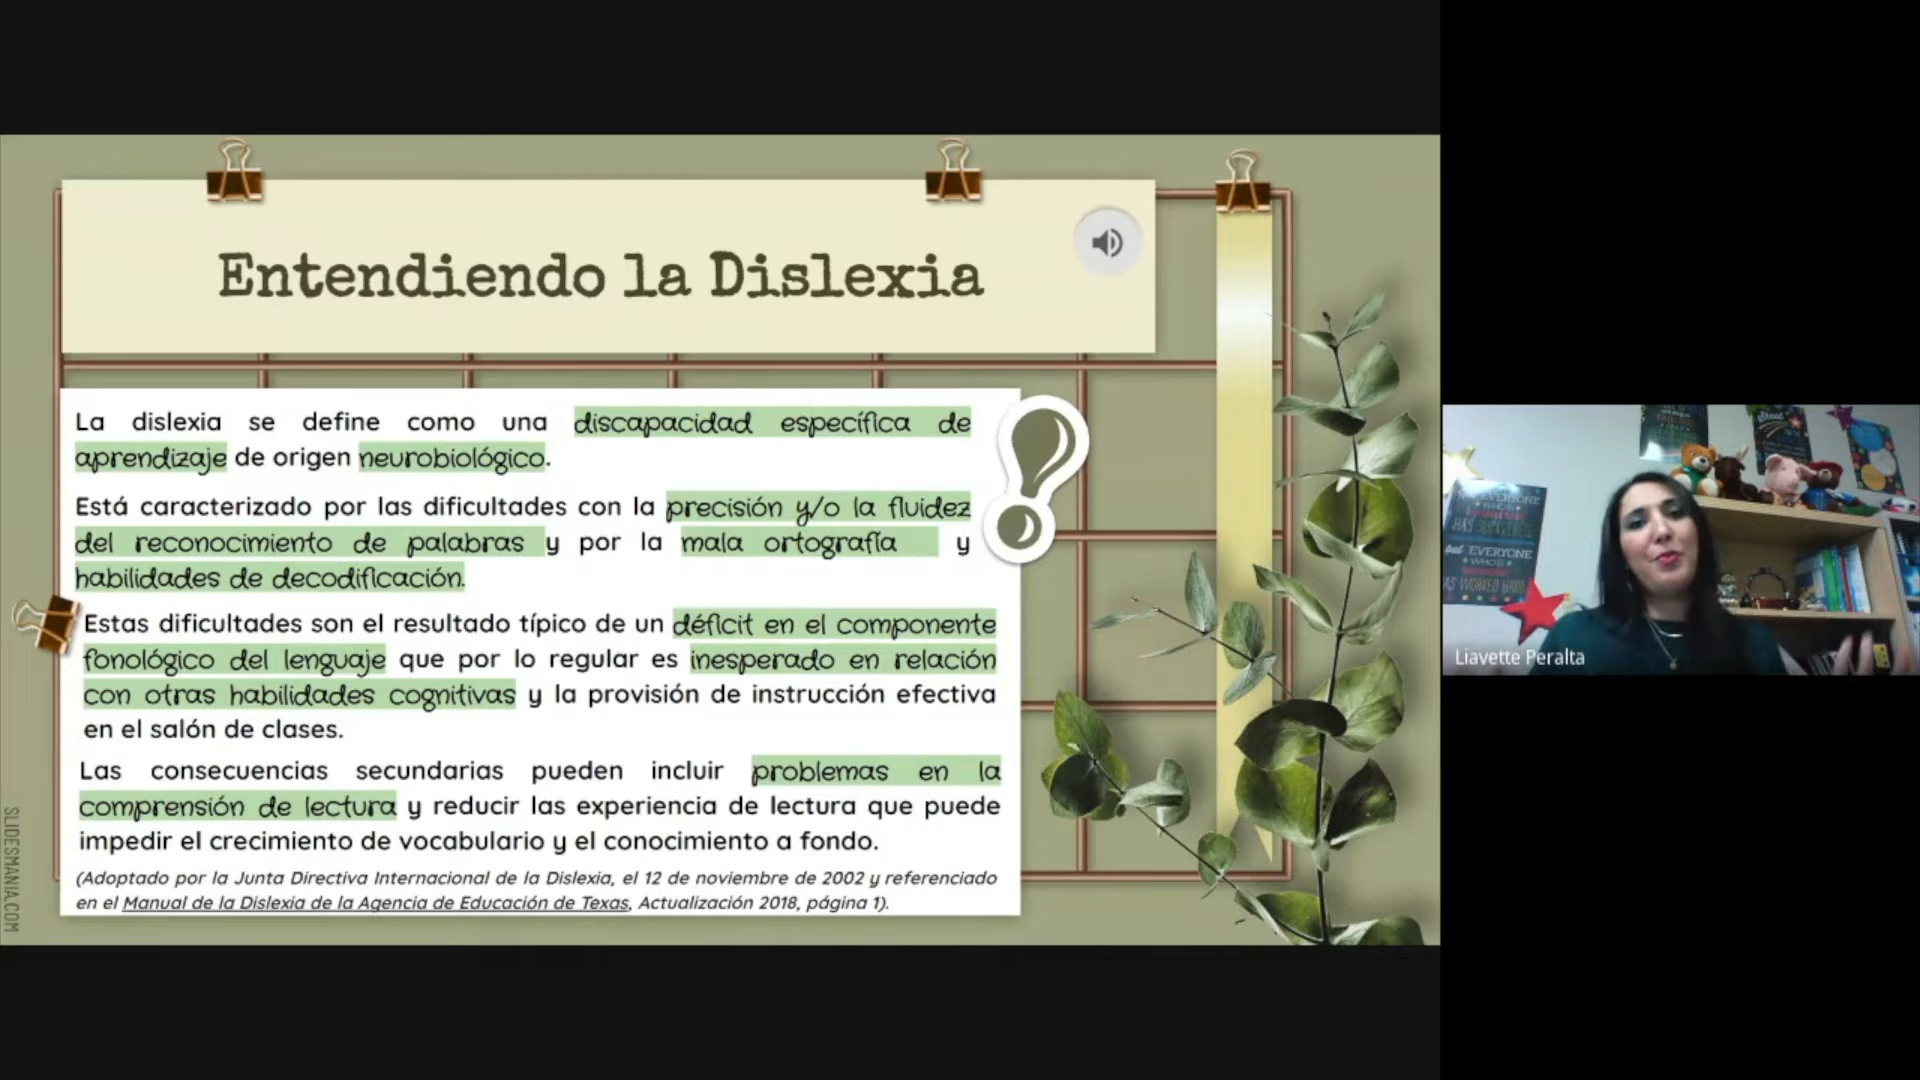 Entendiendo la Dislexia
La dislexia se define como una discapacidad específica de
aprendizaje de origen neurobiológico.
Está caracterizado por las dificultades con la precisión y/o la fluidez
del reconocimiento de palabras y por la mala ortografía y
habilidades de decodificación.
Estas dificultades son el resultado típico de un déficit en el componente
fonológico del lenguaje que por lo regular es inesperado en relación
con otras habilidades cognitivas y la provisión de instrucción efectiva
en el salón de clases.
Las consecuencias secundarias pueden incluir problemas en la
comprensión de lectura y reducir las experiencia de lectura que puede
impedir el crecimiento de vocabulario y el conocimiento a fondo.
(Adoptado por la Junta Directiva Internacional de la Dislexia, el 12 de noviembre de 2002 y referenciado
en el Manual de la Dislexia de la Agencia de Educación de Texas, Actualización 2018, página 1).
SLIDESMANIA.COM
EVERYONE
WHO'S
HAS
but EVERYONE
WHO'S
HAS WORKED HARD
Liavette Peralta